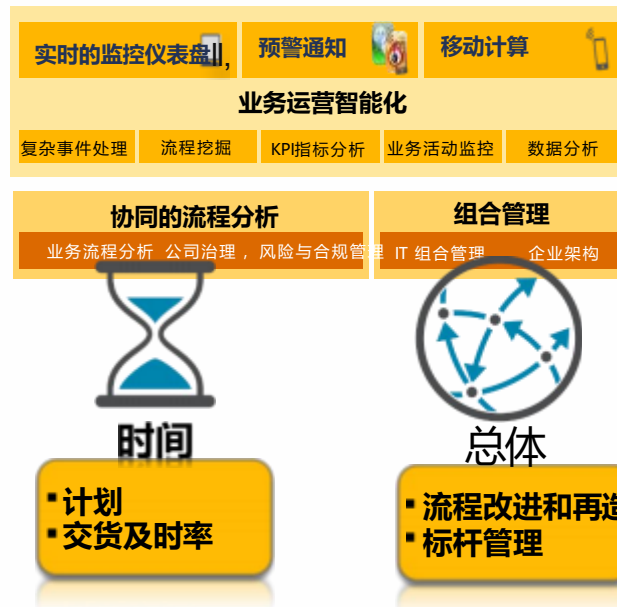 实时的监控仪表盘
预警通知
移动计算
业务运营智能化
复杂事件处理
流程挖掘
KPI指标分析
业务活动监控
数据分析
协同的流程分析
组合管理
业务流程分析 公司治理，风险与合规管理
IT 组合管理
企业架构
时间
总体
▪计划
▪交货及时率
▪流程改进和再造
▪标杆管理